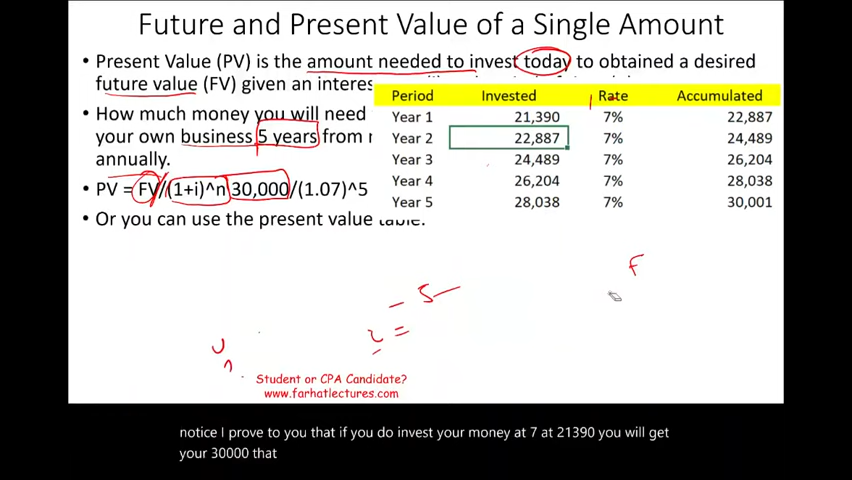 Future and Present Value of a Single Amount
• Present Value (PV) is the amount needed to invest today to obtained a desired
future value (FV) given an interes
• How much money you will need
your own business 5 years from
annually.
• PV = FV/(1+i)^n 30,000/(1.07)^5
• Or you can use the present value table.
Period Invested Rate Accumulated
Year 1 21,390 7% 22,887
Year 2 22,887 7% 24,489
Year 3 24,489 7% 26,204
Year 4 26,204 7% 28,038
Year 5 28,038 7% 30,001
F
5
Student or CPA Candidate?
www.farhatlectures.com
notice I prove to you that if you do invest your money at 7 at 21390 you will get
your 30000 that